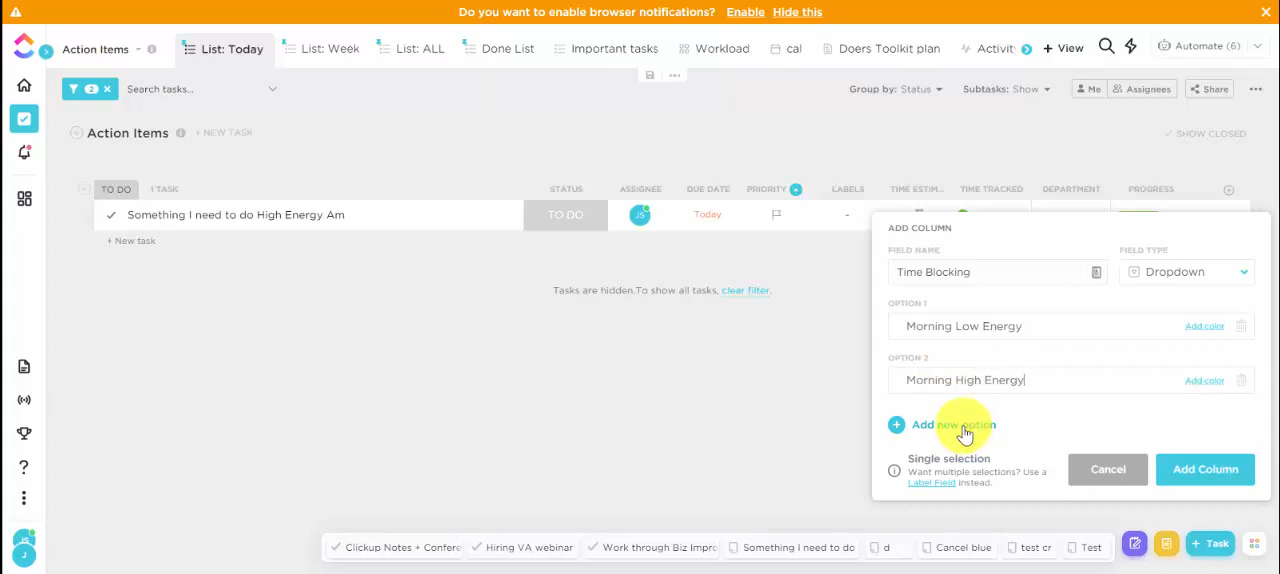 Do you want to enable browser notifications? Enable Hide this
Action Items
List: Today
List: Week
List: ALL
Done List
Important tasks
Workload
cal
Doers Toolkit plan
Activit
+ View
Automate (6)
2
Search tasks...
Group by: Status
Subtasks: Show
Me
Assignees
Share
Action Items
+ NEW TASK
SHOW CLOSED
TO DO
1 TASK
STATUS
ASSIGNEE
DUE DATE
PRIORITY
LABELS
TIME ESTIM...
TIME TRACKED
DEPARTMENT
PROGRESS
Something I need to do High Energy Am
TO DO
JS
Today
-
+ New task
Tasks are hidden.To show all tasks, clear filter.
ADD COLUMN
FIELD NAME
FIELD TYPE
Time Blocking
Dropdown
OPTION 1
Morning Low Energy
Add color
OPTION 2
Morning High Energy
Add color
+ Add new option
Single selection
Want multiple selections? Use a
Label Field instead.
Cancel
Add Column
JS
J
Clickup Notes + Confere
Hiring VA webinar
Work through Biz Impro
Something I need to do
d
Cancel blue
test cr
Test
+ Task